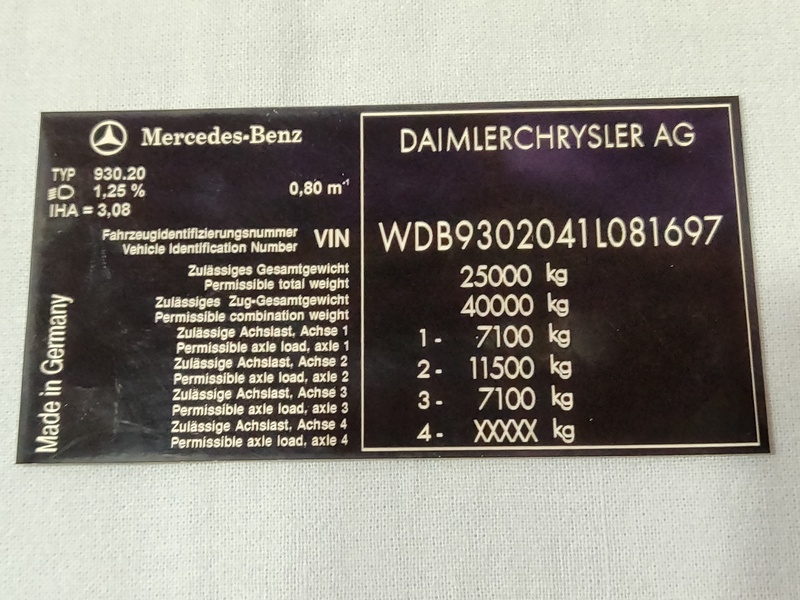 Mercedes-Benz
TYP 930.20
1,25 % 0,80 m⁻¹
IHA = 3,08
Fahrzeugidentifizierungsnummer
Vehicle Identification Number VIN
Zulässiges Gesamtgewicht
Permissible total weight
Zulässiges Zug-Gesamtgewicht
Permissible combination weight
Zulässige Achslast, Achse 1
Permissible axle load, axle 1
Zulässige Achslast, Achse 2
Permissible axle load, axle 2
Zulässige Achslast, Achse 3
Permissible axle load, axle 3
Zulässige Achslast, Achse 4
Permissible axle load, axle 4
Made in Germany
DAIMLERCHRYSLER AG
WDB9302041L081697
25000 kg
40000 kg
1- 7100 kg
2- 11500 kg
3- 7100 kg
4- XXXXX kg